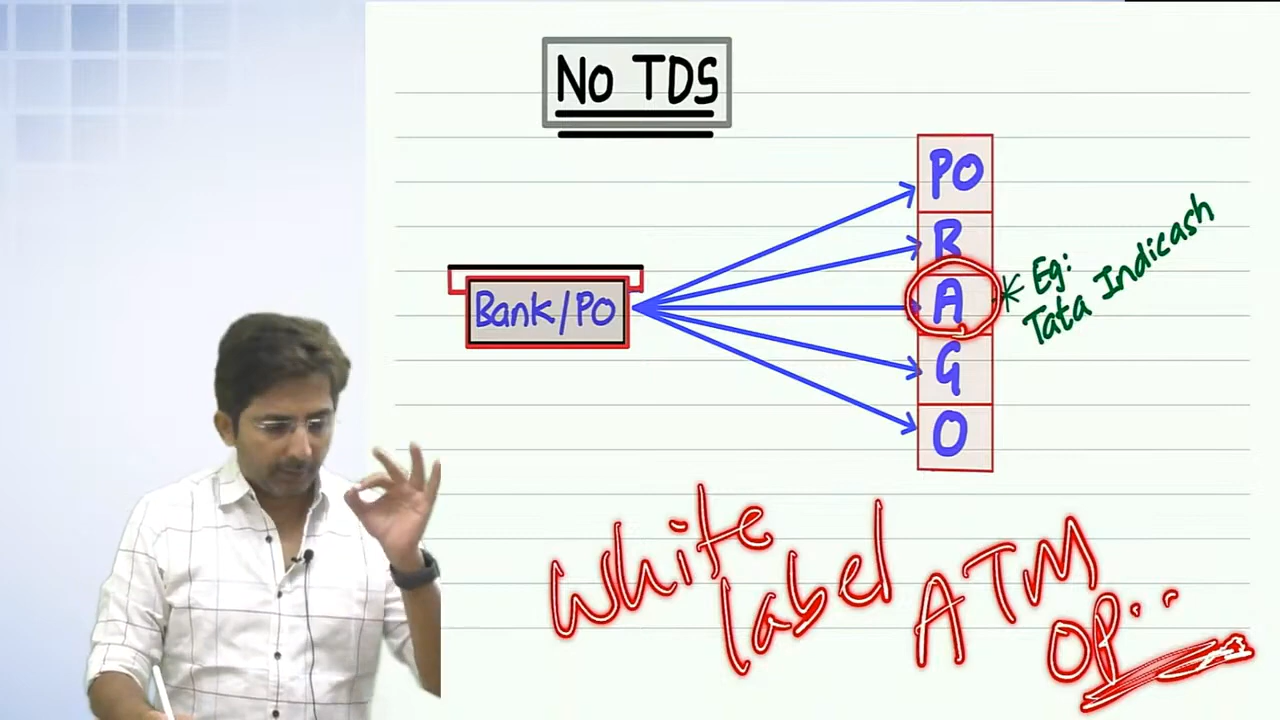 No TDS
Bank/PO
PO
B
A
G
O
Eg:
Tata Indicash
White
label
ATM
OP..